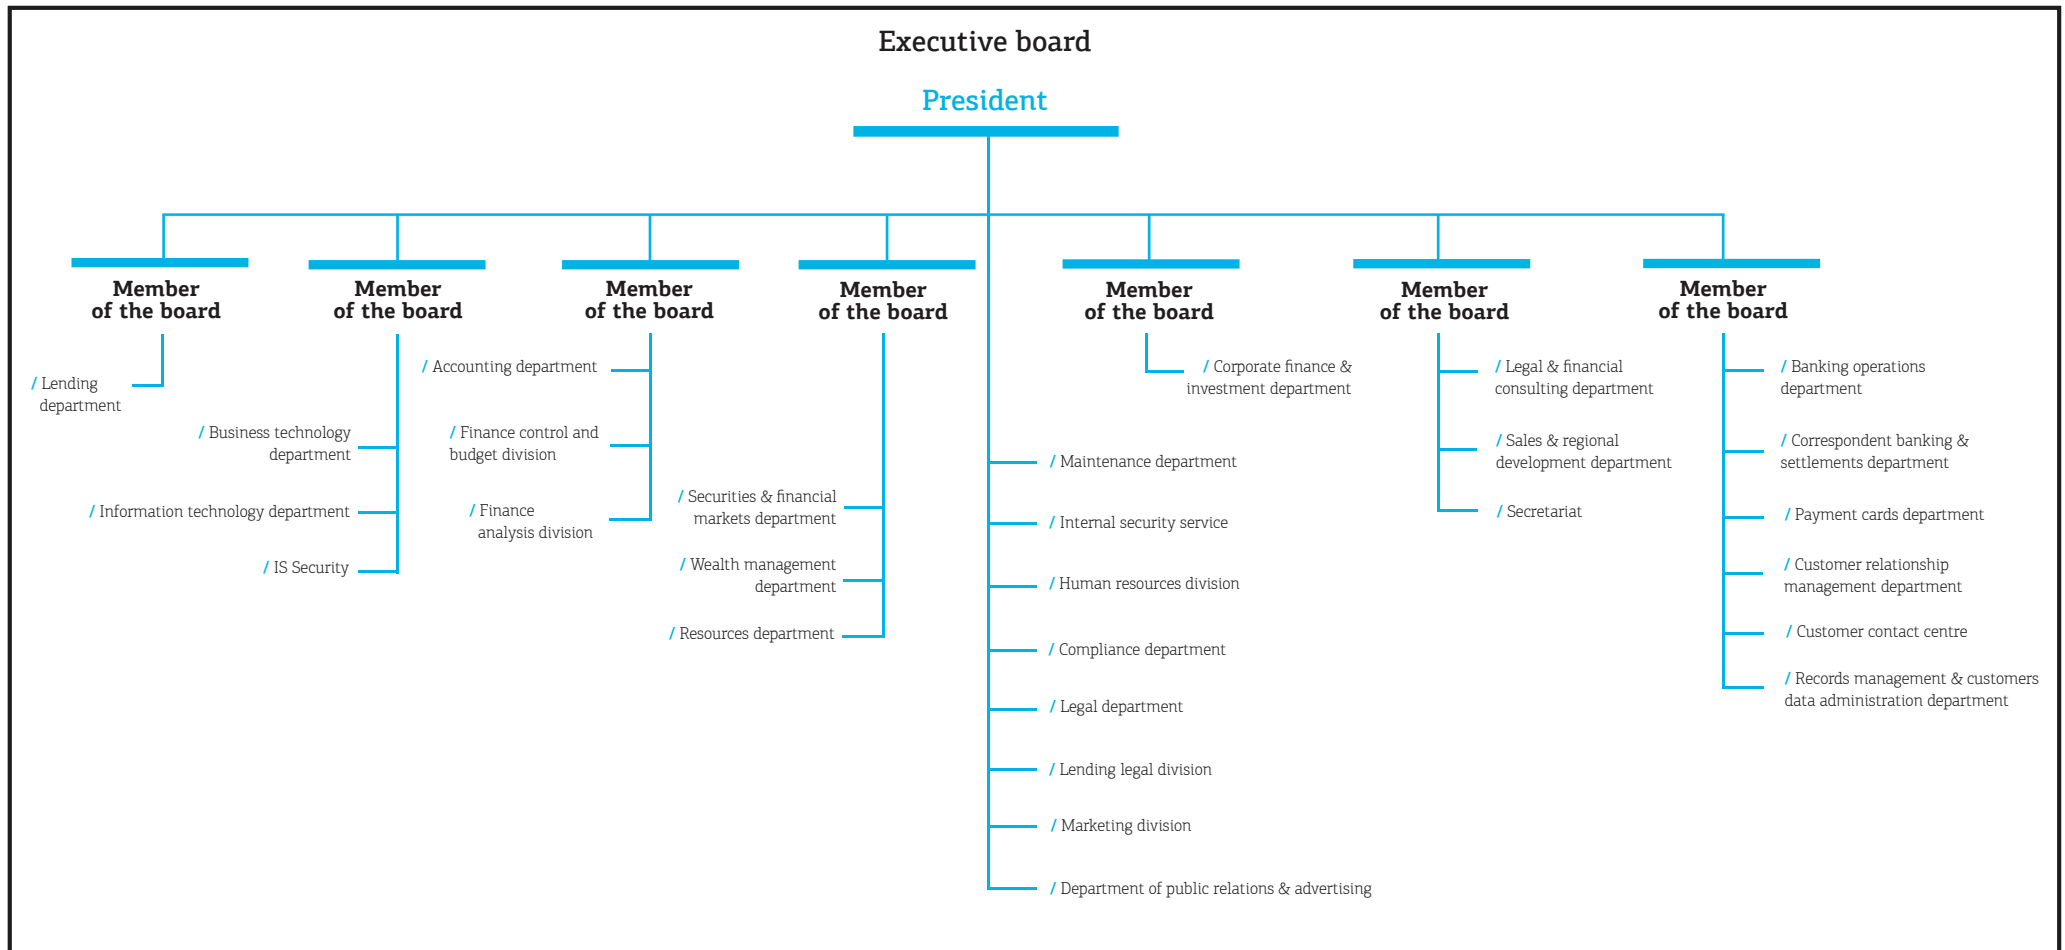 Executive board
President
Member
of the board
/ Lending
department
Member
of the board
/ Business technology
department
/ Information technology department
/ IS Security
Member
of the board
/ Accounting department
/ Finance control and
budget division
/ Finance
analysis division
Member
of the board
/ Securities & financial
markets department
/ Wealth management
department
/ Resources department
/ Maintenance department
/ Internal security service
/ Human resources division
/ Compliance department
/ Legal department
/ Lending legal division
/ Marketing division
/ Department of public relations & advertising
Member
of the board
/ Corporate finance &
investment department
Member
of the board
/ Legal & financial
consulting department
/ Sales & regional
development department
/ Secretariat
Member
of the board
/ Banking operations
department
/ Correspondent banking &
settlements department
/ Payment cards department
/ Customer relationship
management department
/ Customer contact centre
/ Records management & customers
data administration department